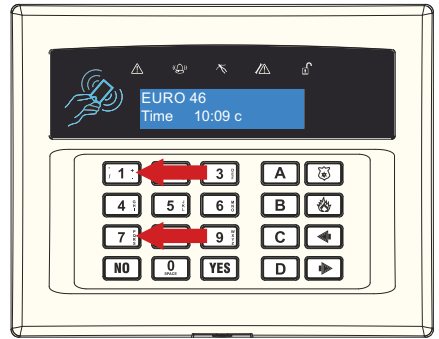 EURO 46
Time 10:09 c
1 3 A
4 5 6 B
7 9 C
NO 0 YES D
SPACE